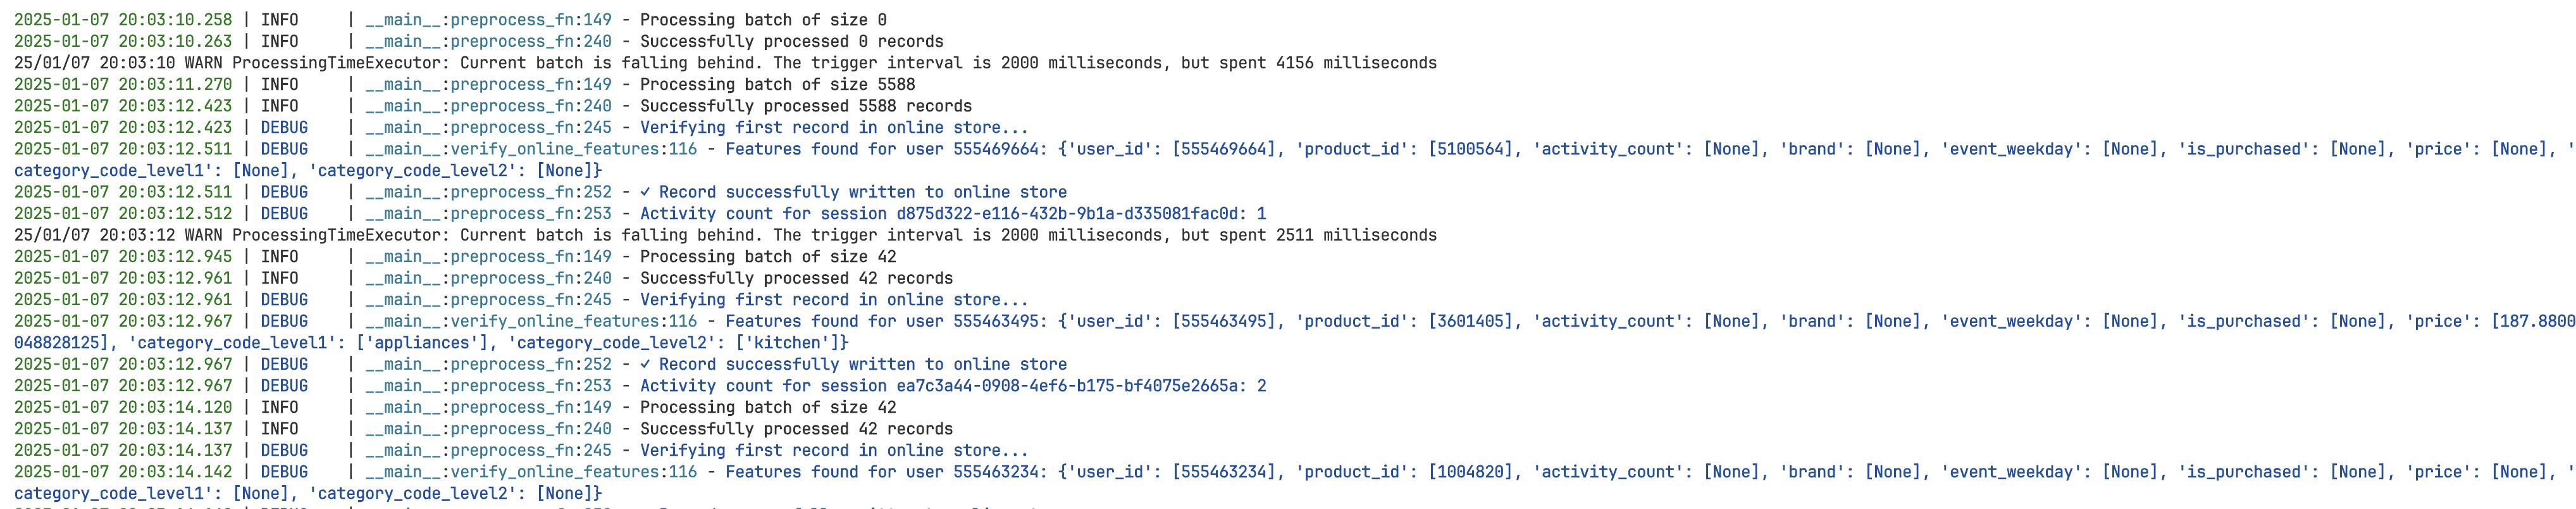 2025-01-07 20:03:10.258 | INFO     | __main__:preprocess_fn:149 - Processing batch of size 0
2025-01-07 20:03:10.263 | INFO     | __main__:preprocess_fn:240 - Successfully processed 0 records
25/01/07 20:03:10 WARN ProcessingTimeExecutor: Current batch is falling behind. The trigger interval is 2000 milliseconds, but spent 4156 milliseconds
2025-01-07 20:03:11.270 | INFO     | __main__:preprocess_fn:149 - Processing batch of size 5588
2025-01-07 20:03:12.423 | INFO     | __main__:preprocess_fn:240 - Successfully processed 5588 records
2025-01-07 20:03:12.423 | DEBUG    | __main__:preprocess_fn:245 - Verifying first record in online store...
2025-01-07 20:03:12.511 | DEBUG    | __main__:verify_online_features:116 - Features found for user 555469664: {'user_id': [555469664], 'product_id': [5100564], 'activity_count': [None], 'brand': [None], 'event_weekday': [None], 'is_purchased': [None], 'price': [None], '
category_code_level1': [None], 'category_code_level2': [None]}
2025-01-07 20:03:12.511 | DEBUG    | __main__:preprocess_fn:252 - ✓ Record successfully written to online store
2025-01-07 20:03:12.512 | DEBUG    | __main__:preprocess_fn:253 - Activity count for session d875d322-e116-432b-9b1a-d335081fac0d: 1
25/01/07 20:03:12 WARN ProcessingTimeExecutor: Current batch is falling behind. The trigger interval is 2000 milliseconds, but spent 2511 milliseconds
2025-01-07 20:03:12.945 | INFO     | __main__:preprocess_fn:149 - Processing batch of size 42
2025-01-07 20:03:12.961 | INFO     | __main__:preprocess_fn:240 - Successfully processed 42 records
2025-01-07 20:03:12.961 | DEBUG    | __main__:preprocess_fn:245 - Verifying first record in online store...
2025-01-07 20:03:12.967 | DEBUG    | __main__:verify_online_features:116 - Features found for user 555463495: {'user_id': [555463495], 'product_id': [3601405], 'activity_count': [None], 'brand': [None], 'event_weekday': [None], 'is_purchased': [None], 'price': [187.8800
048828125], 'category_code_level1': ['appliances'], 'category_code_level2': ['kitchen']}
2025-01-07 20:03:12.967 | DEBUG    | __main__:preprocess_fn:252 - ✓ Record successfully written to online store
2025-01-07 20:03:12.967 | DEBUG    | __main__:preprocess_fn:253 - Activity count for session ea7c3a44-0908-4ef6-b175-bf4075e2665a: 2
2025-01-07 20:03:14.120 | INFO     | __main__:preprocess_fn:149 - Processing batch of size 42
2025-01-07 20:03:14.137 | INFO     | __main__:preprocess_fn:240 - Successfully processed 42 records
2025-01-07 20:03:14.137 | DEBUG    | __main__:preprocess_fn:245 - Verifying first record in online store...
2025-01-07 20:03:14.142 | DEBUG    | __main__:verify_online_features:116 - Features found for user 555463234: {'user_id': [555463234], 'product_id': [1004820], 'activity_count': [None], 'brand': [None], 'event_weekday': [None], 'is_purchased': [None], 'price': [None], '
category_code_level1': [None], 'category_code_level2': [None]}